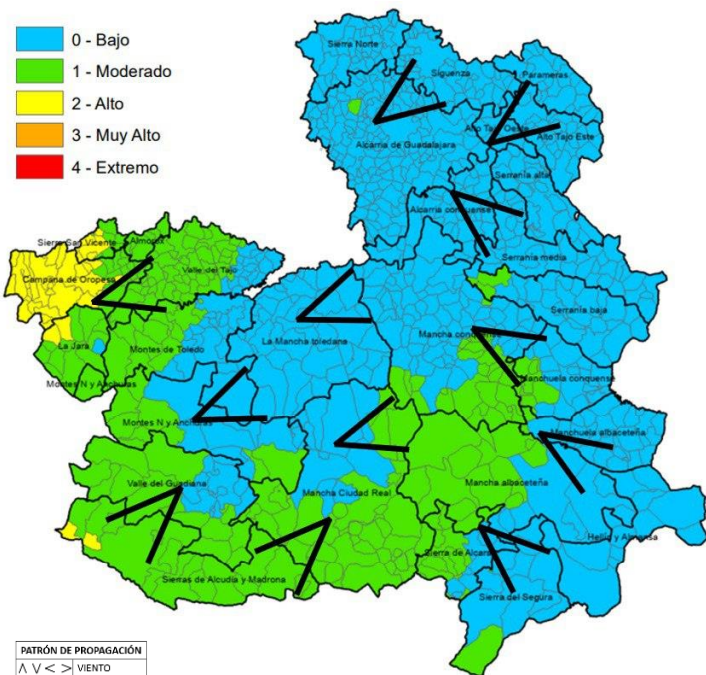 0 - Bajo
1 - Moderado
2 - Alto
3 - Muy Alto
4 - Extremo
Sierra Norte
Siguenza
Parameras
Alto Tajo Oeste
Alto Tajo Este
Alcarria de Guadalajara
Serranía alta
Alcarria conquense
Serranía media
Sierra San Vicente
Almorox
Valle del Tajo
Campana de Oropesa
Serranía baja
La Jara
Montes de Toledo
La Mancha toledana
Mancha conquense
Montes N y Anchuras
Manchuela conquense
Montes N y Anchuras
Manchuela albaceteña
Valle del Guadiana
Mancha Ciudad Real
Mancha albaceteña
Hellín y Almansa
Sierra de Alcaraz
Sierras de Alcudia y Madrona
Sierra del Segura
PATRÓN DE PROPAGACIÓN
Λ V < > VIENTO